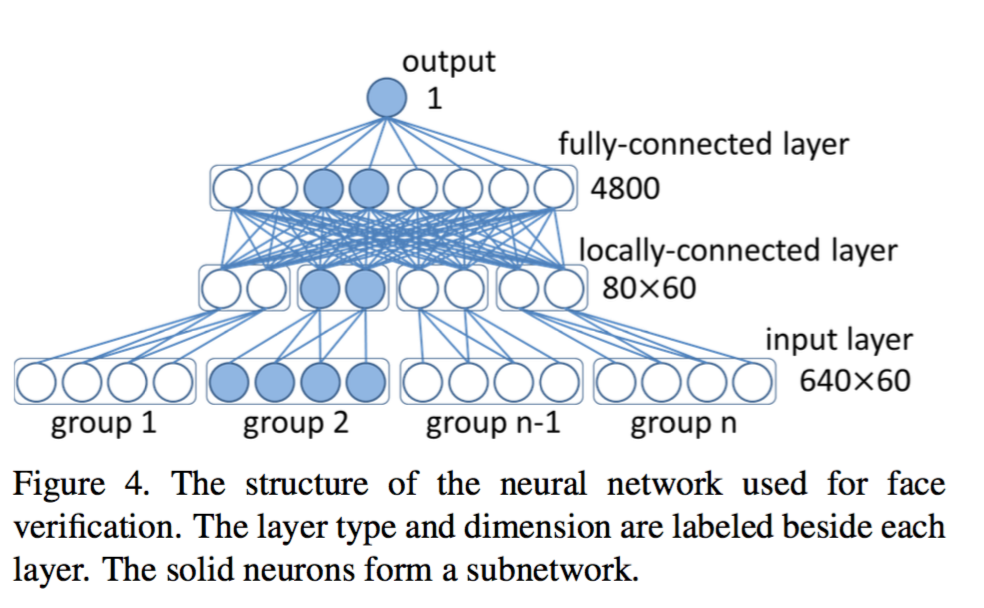 output
1
fully-connected layer
4800
locally-connected layer
80×60
input layer
640×60
group 1 group 2 group n-1 group n
Figure 4. The structure of the neural network used for face
verification. The layer type and dimension are labeled beside each
layer. The solid neurons form a subnetwork.